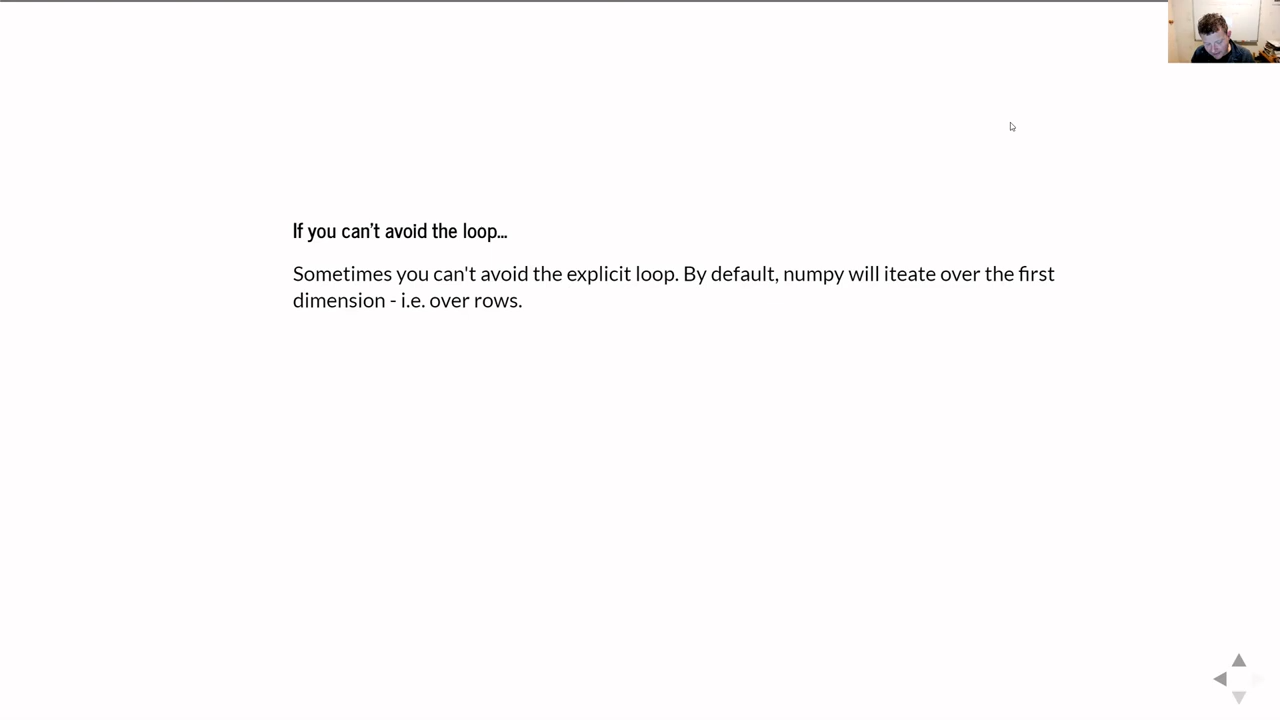 If you can't avoid the loop...
Sometimes you can't avoid the explicit loop. By default, numpy will iteate over the first
dimension - i.e. over rows.